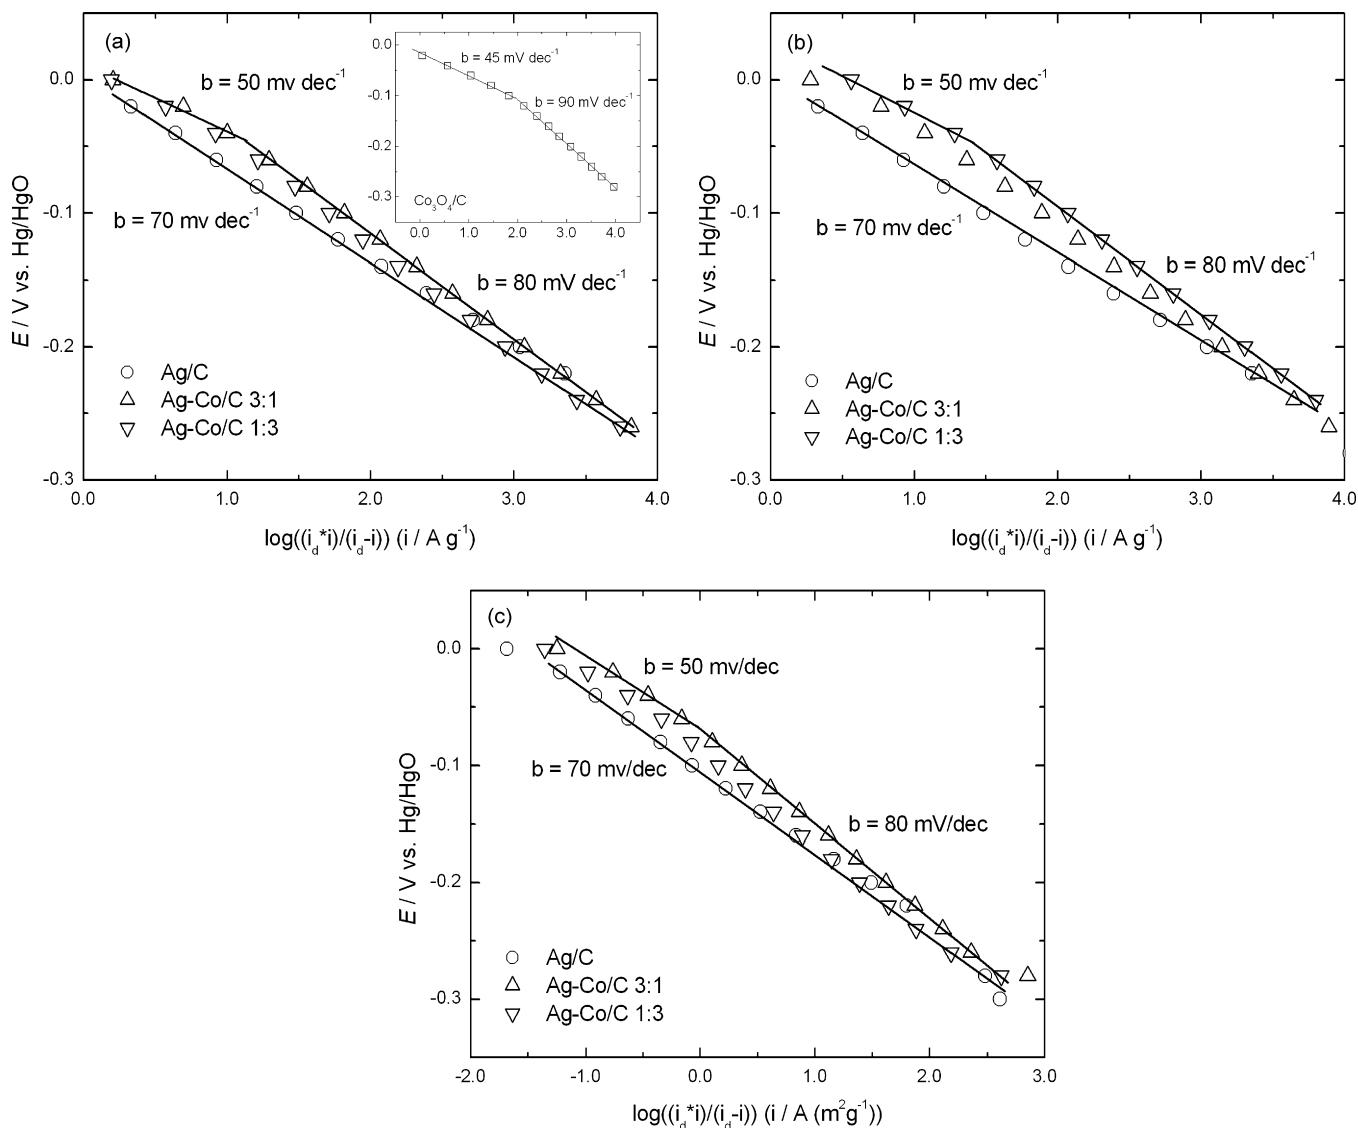 (a)
b = 50 mv dec⁻¹
b = 70 mv dec⁻¹
b = 80 mV dec⁻¹
0.0
-0.1
-0.2
-0.3
E / V vs. Hg/HgO
Ag/C
Ag-Co/C 3:1
Ag-Co/C 1:3
0.0 1.0 2.0 3.0 4.0
log((i_d*i)/(i_d-i)) (i / A g⁻¹)
0.0
-0.1
-0.2
-0.3
b = 45 mV dec⁻¹
b = 90 mV dec⁻¹
Co₃O₄/C
0.0 1.0 2.0 3.0 4.0
(b)
b = 50 mv dec⁻¹
b = 70 mv dec⁻¹
b = 80 mV dec⁻¹
0.0
-0.1
-0.2
-0.3
E / V vs. Hg/HgO
Ag/C
Ag-Co/C 3:1
Ag-Co/C 1:3
0.0 1.0 2.0 3.0 4.0
log((i_d*i)/(i_d-i)) (i / A g⁻¹)
(c)
b = 50 mv/dec
b = 70 mv/dec
b = 80 mV/dec
0.0
-0.1
-0.2
-0.3
E / V vs. Hg/HgO
Ag/C
Ag-Co/C 3:1
Ag-Co/C 1:3
-2.0 -1.0 0.0 1.0 2.0 3.0
log((i_d*i)/(i_d-i)) (i / A (m²g⁻¹))